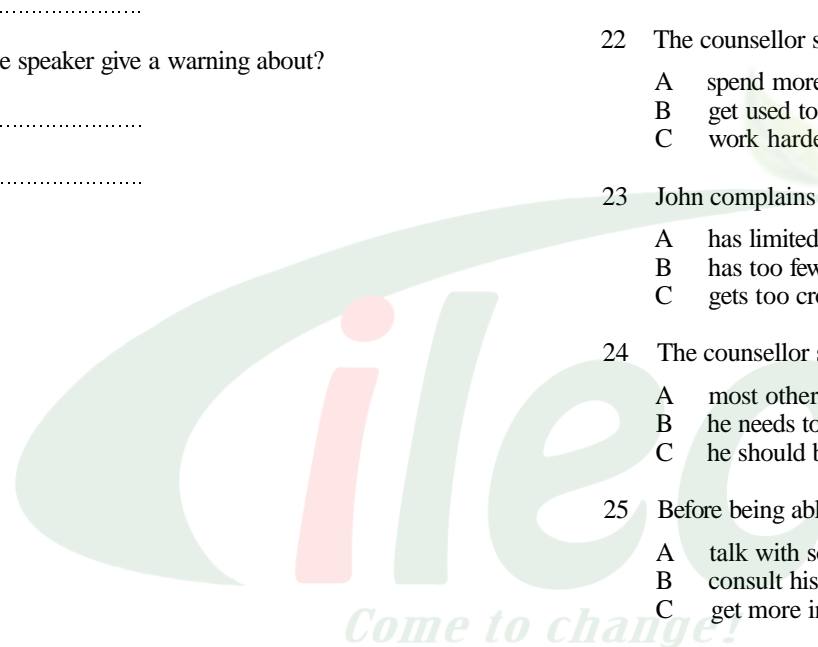 e speaker give a warning about?
22 The counsellor s
A spend more
B get used to
C work harde
23 John complains
A has limited
B has too few
C gets too cro
24 The counsellor s
A most other
B he needs to
C he should b
25 Before being abl
A talk with s
B consult his
C get more i
ilec
Come to change!